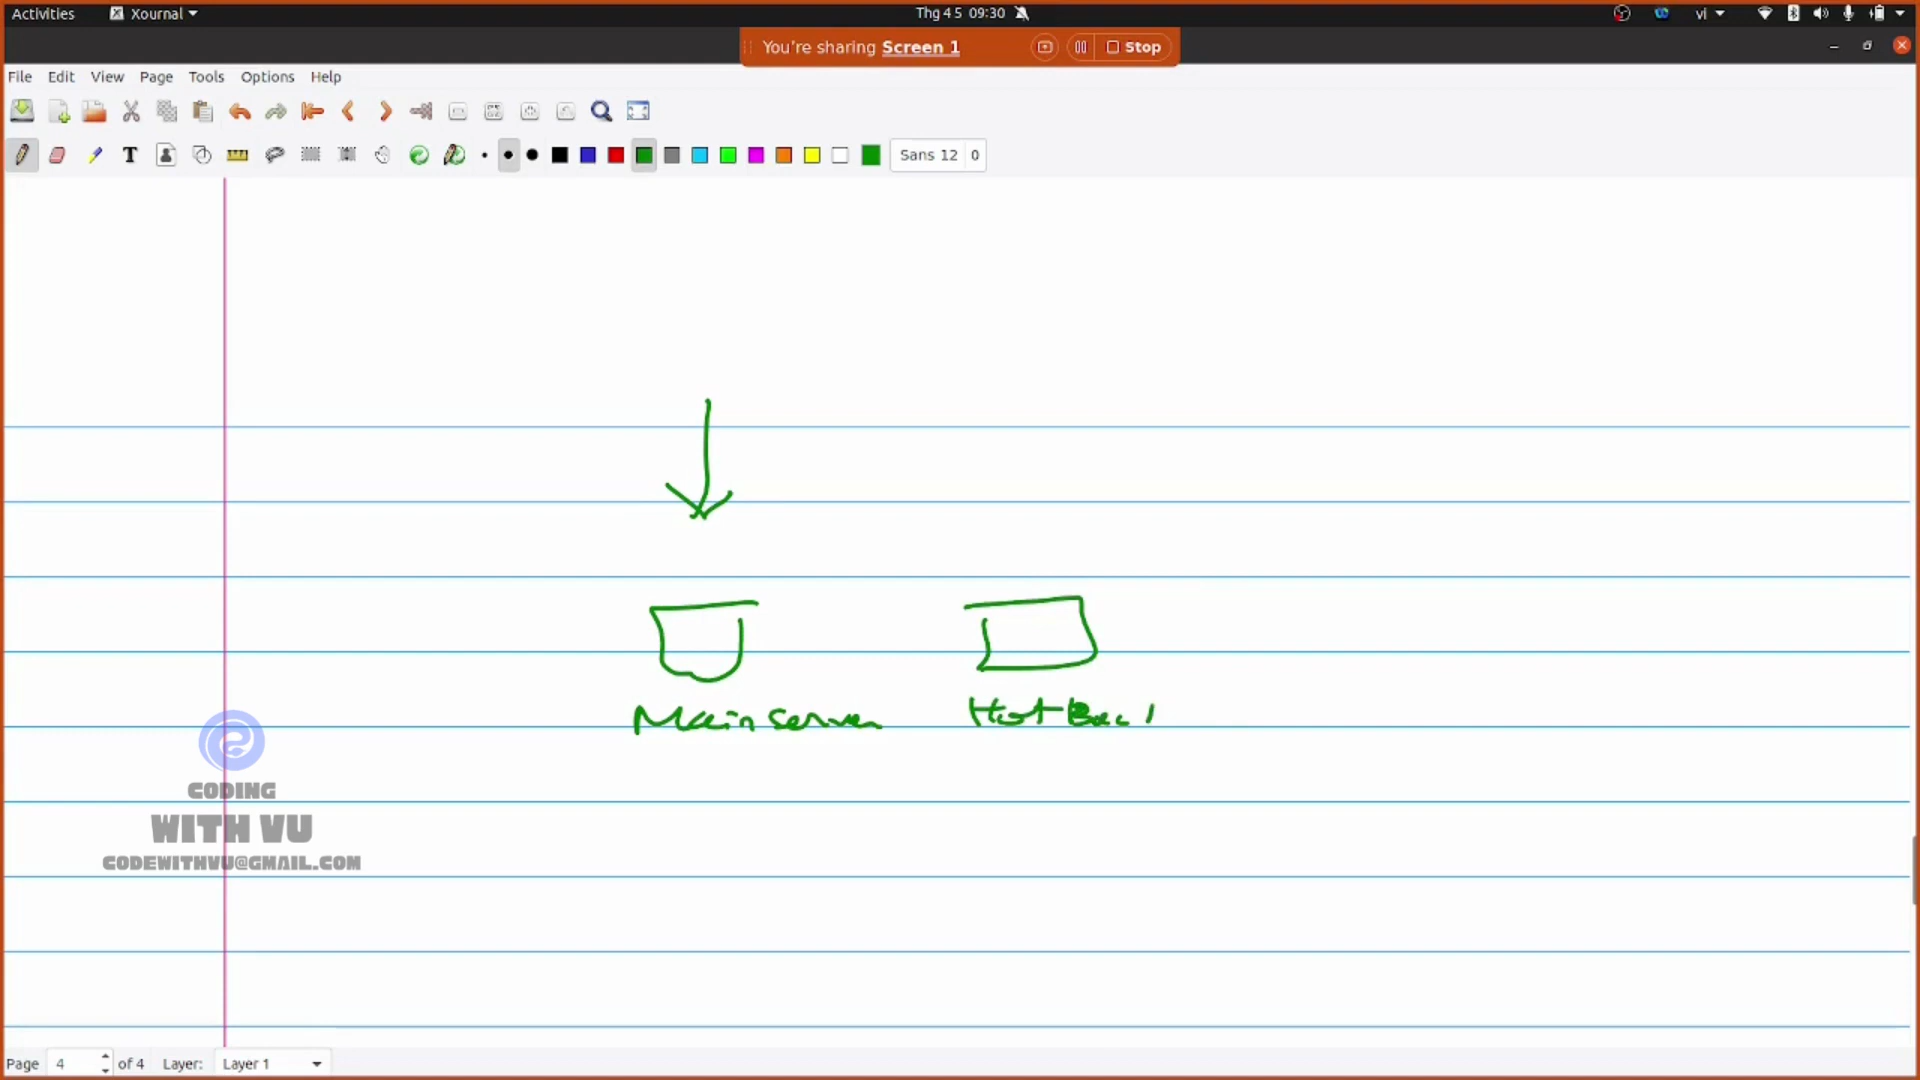 Activities Xournal Thg 4 5 09:30 vi
You're sharing Screen 1 Stop
File Edit View Page Tools Options Help
T Sans 12 0
Main server Hot Bac
CODING
WITH VU
CODEWITHVU@GMAIL.COM
Page 4 of 4 Layer: Layer 1